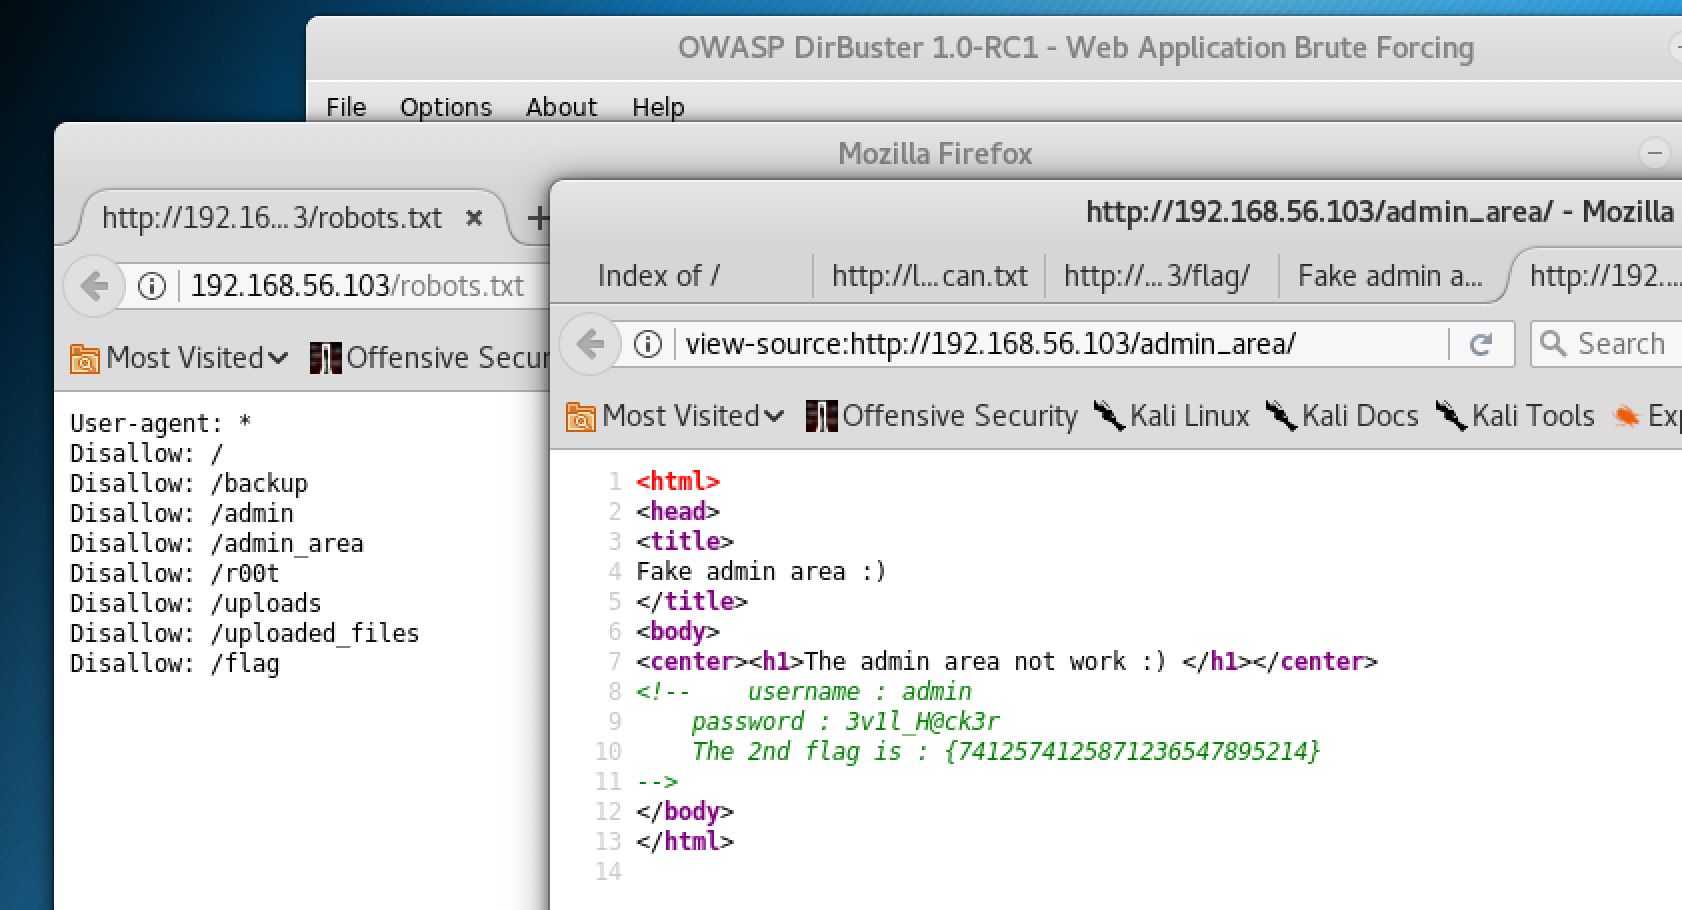 OWASP DirBuster 1.0-RC1 - Web Application Brute Forcing
File Options About Help
Mozilla Firefox
http://192.16...3/robots.txt
192.168.56.103/robots.txt
Most Visited Offensive Secur
User-agent: *
Disallow: /
Disallow: /backup
Disallow: /admin
Disallow: /admin_area
Disallow: /r00t
Disallow: /uploads
Disallow: /uploaded_files
Disallow: /flag
http://192.168.56.103/admin_area/ - Mozilla
Index of / http://l...can.txt http://...3/flag/ Fake admin a... http://192....
view-source:http://192.168.56.103/admin_area/ Search
Most Visited Offensive Security Kali Linux Kali Docs Kali Tools Exp
1 <html>
2 <head>
3 <title>
4 Fake admin area :)
5 </title>
6 <body>
7 <center><h1>The admin area not work :) </h1></center>
8 <!--    username : admin
9     password : 3v1l_H@ck3r
10     The 2nd flag is : {7412574125871236547895214}
11 -->
12 </body>
13 </html>
14